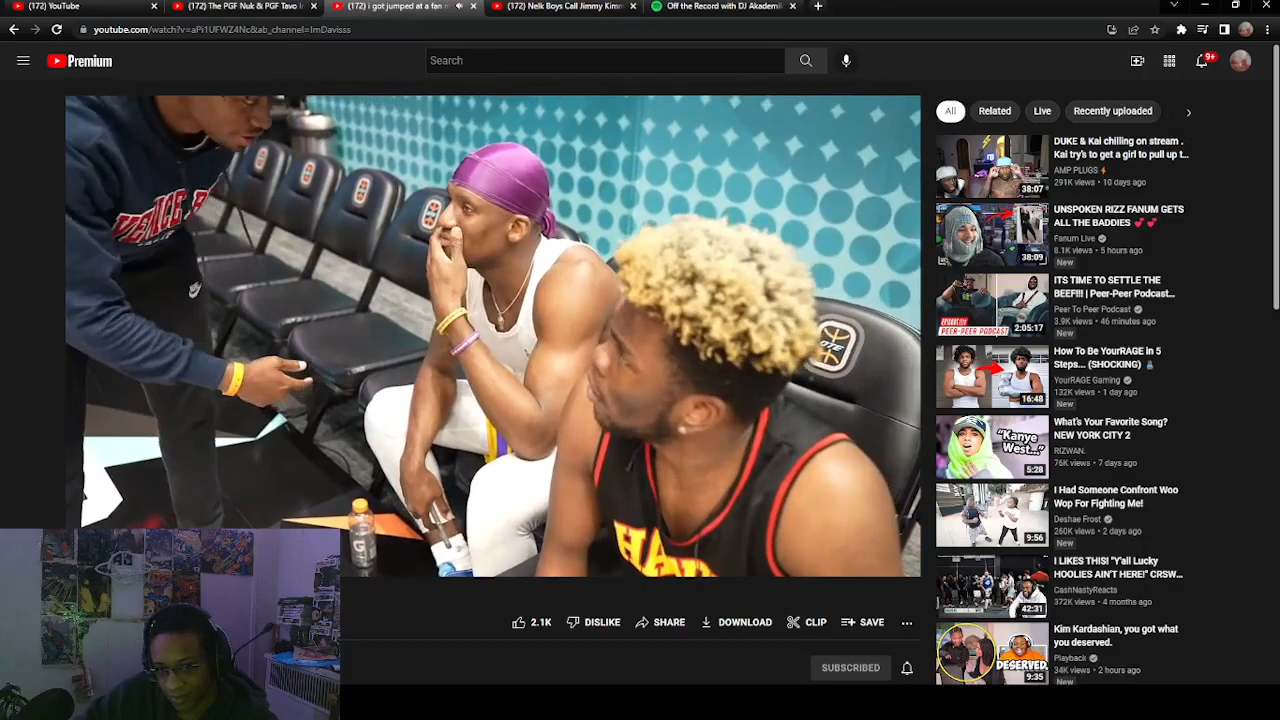 (172) YouTube
(172) The PGF Nuk & PGF Tavo I
(172) i got jumped at a fan
(172) Nelk Boys Call Jimmy Kimm
Off the Record with DJ Akademi
youtube.com/watch?v=aPi1UFWZ4Nc&ab_channel=ImDavisss
Premium
Search
9+
All
Related
Live
Recently uploaded
DUKE & Kai chilling on stream .
Kai try's to get a girl to pull up t...
AMP PLUGS
291K views • 10 days ago
38:07
UNSPOKEN RIZZ FANUM GETS
ALL THE BADDIES
Fanum Live
8.1K views • 5 hours ago
New
38:09
ITS TIME TO SETTLE THE
BEEF!!! | Peer-Peer Podcast...
Peer To Peer Podcast
3.9K views • 46 minutes ago
New
PEER-PEER PODCAST
2:05:17
How To Be YourRAGE in 5
Steps... (SHOCKING)
YourRAGE Gaming
132K views • 1 day ago
New
16:48
What's Your Favorite Song?
NEW YORK CITY 2
RIZWAN.
76K views • 7 days ago
"Kanye
West..."
5:28
I Had Someone Confront Woo
Wop For Fighting Me!
Deshae Frost
260K views • 2 days ago
New
9:56
I LIKES THIS! "Y'all Lucky
HOOLIES AIN'T HERE!" CRSW...
CashNastyReacts
372K views • 4 months ago
42:31
Kim Kardashian, you got what
you deserved.
Playback
34K views • 2 hours ago
New
DESERVED.
9:35
2.1K
DISLIKE
SHARE
DOWNLOAD
CLIP
SAVE
SUBSCRIBED